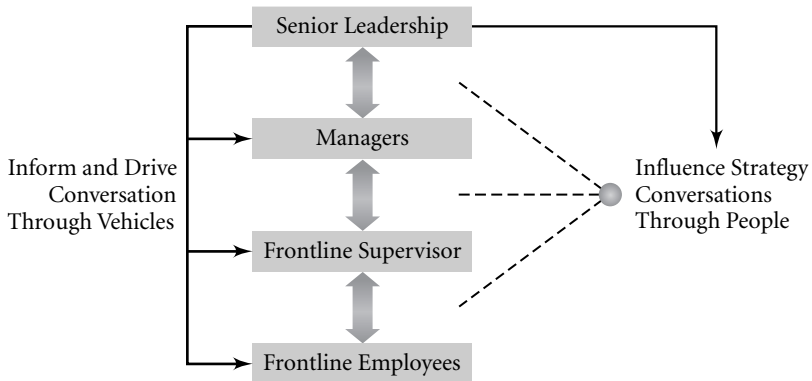 Senior Leadership
Managers
Inform and Drive
Conversation
Through Vehicles
Influence Strategy
Conversations
Through People
Frontline Supervisor
Frontline Employees